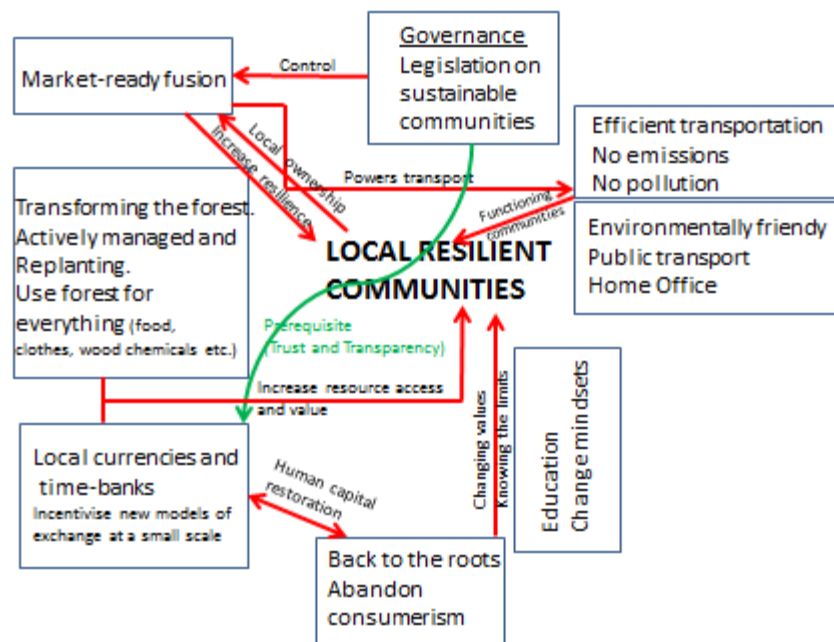 Market-ready fusion
Control
Governance
Legislation on
sustainable
communities
Efficient transportation
No emissions
No pollution
Local ownership
Increase resilience
Powers transport
Functioning
communities
Environmentally friendy
Public transport
Home Office
Transforming the forest.
Actively managed and
Replanting.
Use forest for
everything (food,
clothes, wood chemicals etc.)
LOCAL RESILIENT
COMMUNITIES
Prerequisite
(Trust and Transparency)
Increase resource access
and value
Changing values
Knowing the limits
Education
Change mindsets
Local currencies and
time-banks
Incentivise new models of
exchange at a small scale
Human capital
restoration
Back to the roots
Abandon
consumerism